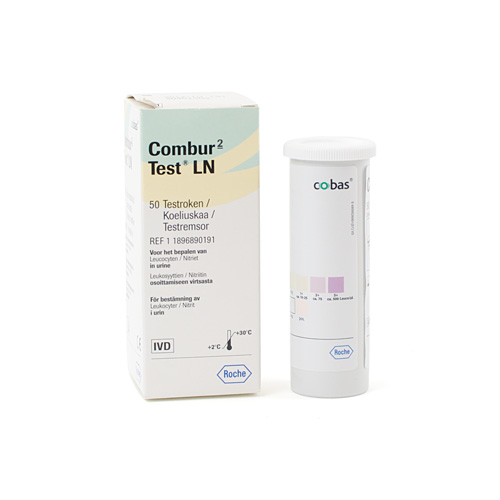 Combur2
Test® LN
50 Testroken /
Koeliuskaa /
Testremsor
REF 1 1896890191
Voor het bepalen van
Leucocyten / Nitriet
in urine
Leukosyyttien / Nitriitin
osoittamiseen virtsasta
För bestämning av
Leukocyter / Nitrit
i urin
IVD
+2°C
+30°C
Roche
cobas®
Roche